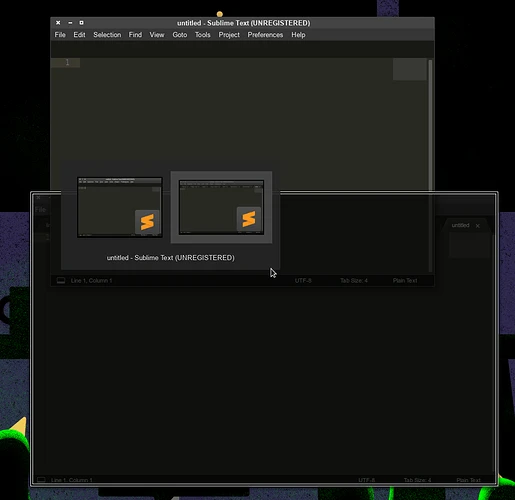 untitled - Sublime Text (UNREGISTERED)
File Edit Selection Find View Goto Tools Project Preferences Help
1
untitled
untitled - Sublime Text (UNREGISTERED)
Line 1, Column 1 UTF-8 Tab Size: 4 Plain Text
Line 1, Column 1 UTF-8 Tab Size: 4 Plain Text